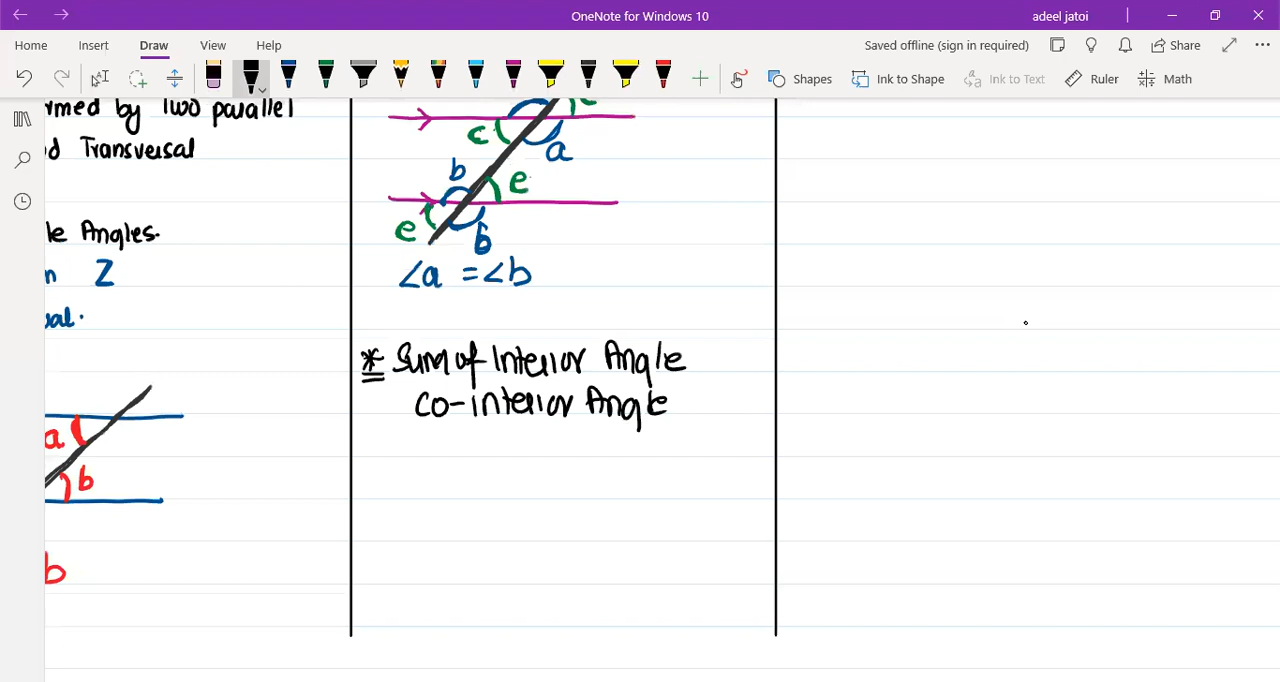 OneNote for Windows 10
adeel jatoi
Home Insert Draw View Help
Saved offline (sign in required)
Share
Shapes
Ink to Shape
Ink to Text
Ruler
Math
rmed by Two parallel
d Transversal
le Angles.
n Z
al.
a
b
b
c
a
b
e
e
b
∠a = ∠b
* Sum of Interior Angle
co-interior Angle